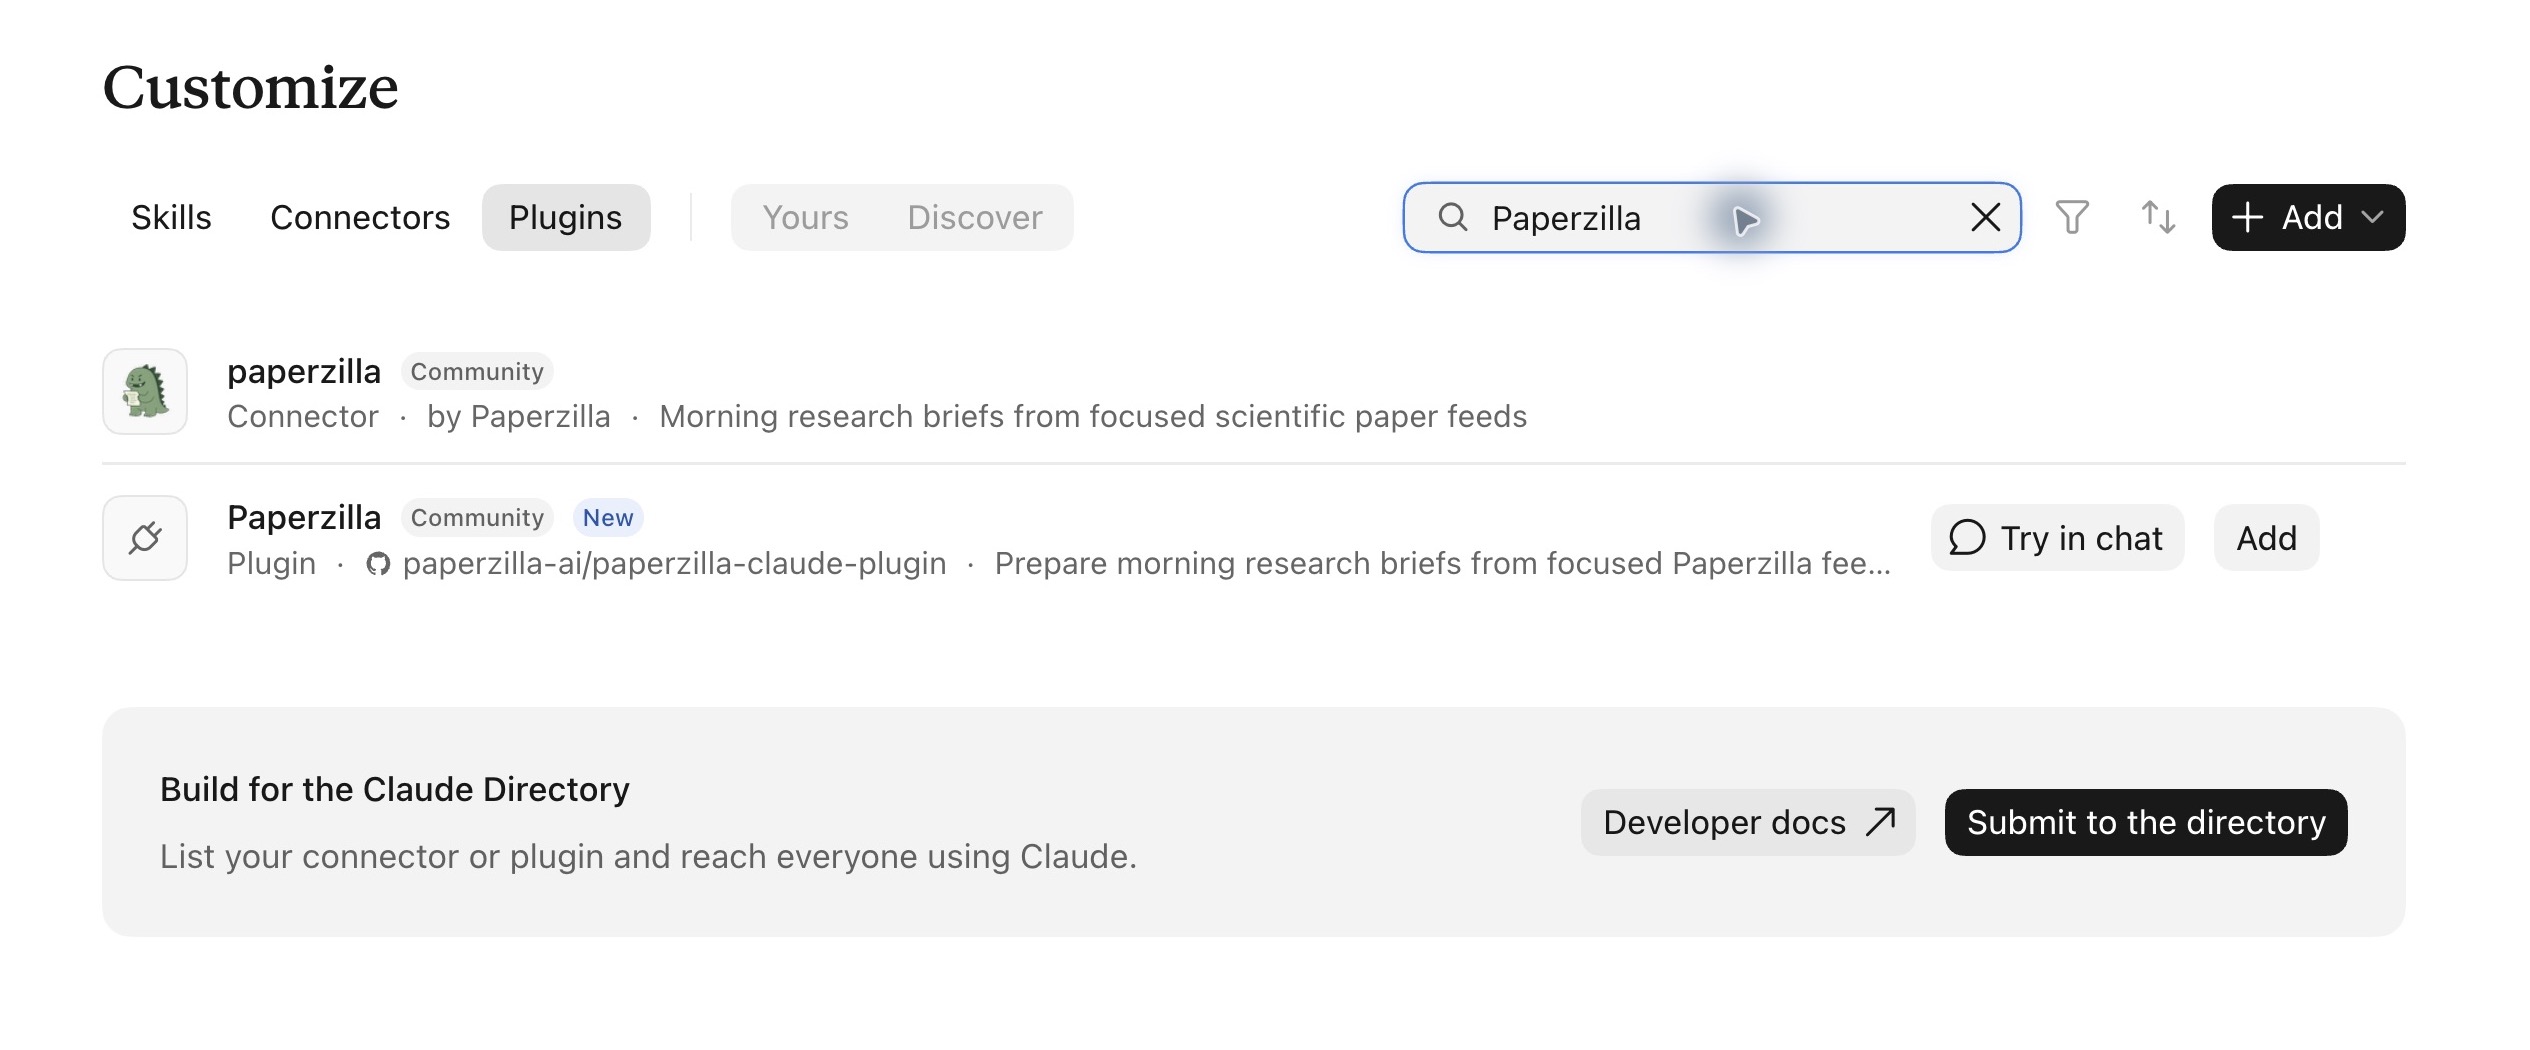 Customize
Skills Connectors Plugins Yours Discover Paperzilla Add
paperzilla Community
Connector · by Paperzilla · Morning research briefs from focused scientific paper feeds
Paperzilla Community New
Plugin · paperzilla-ai/paperzilla-claude-plugin · Prepare morning research briefs from focused Paperzilla fee...
Try in chat Add
Build for the Claude Directory
List your connector or plugin and reach everyone using Claude.
Developer docs Submit to the directory